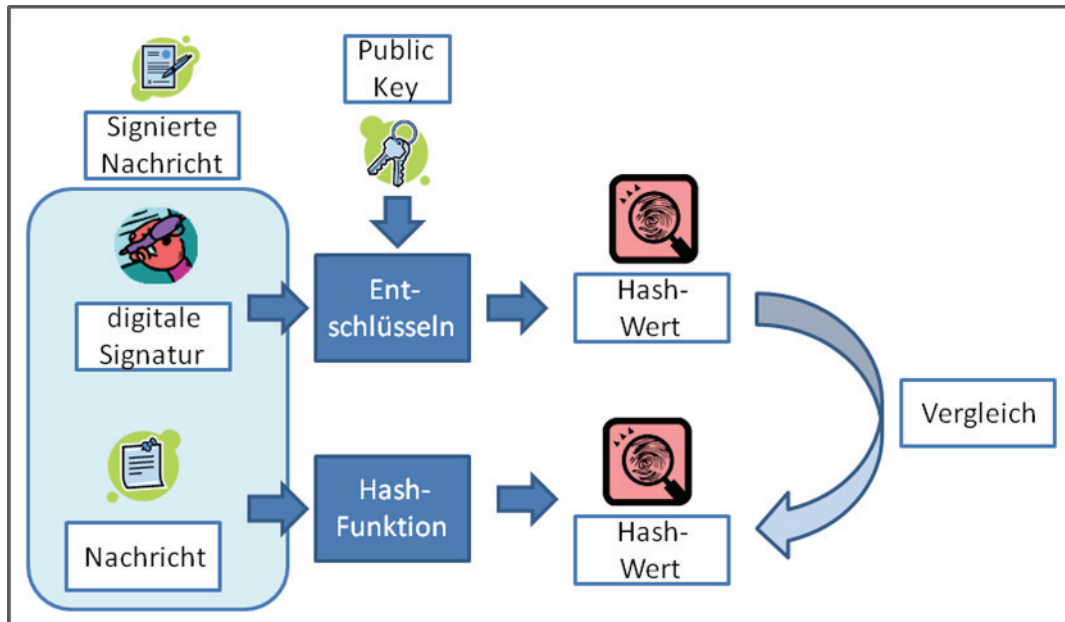 Signierte
Nachricht
Public
Key
digitale
Signatur
Ent-
schlüsseln
Hash-
Wert
Vergleich
Nachricht
Hash-
Funktion
Hash-
Wert